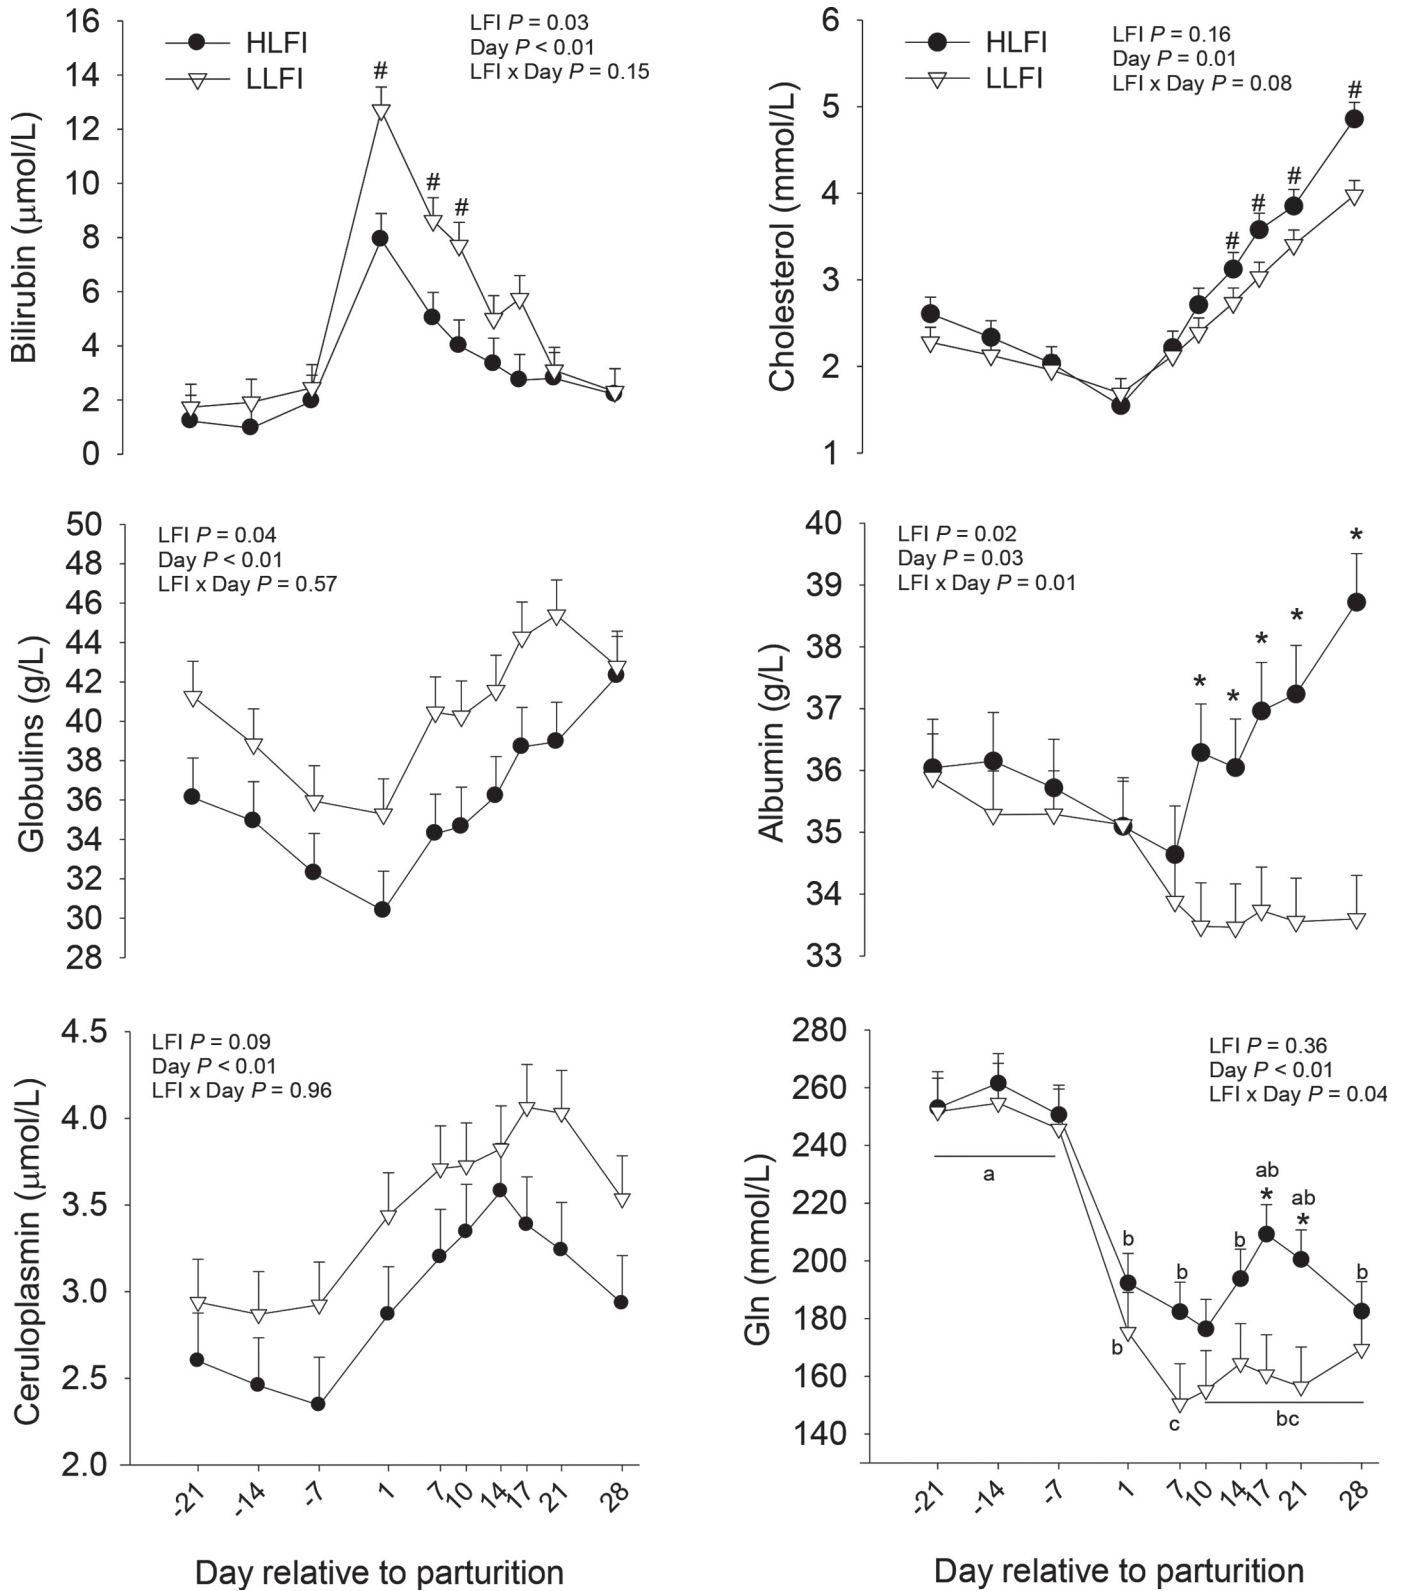 Bilirubin (μmol/L)
16
14
12
10
8
6
4
2
0
HLFI
LLFI
LFI P = 0.03
Day P < 0.01
LFI x Day P = 0.15
#
#
#
Cholesterol (mmol/L)
6
5
4
3
2
1
HLFI
LLFI
LFI P = 0.16
Day P = 0.01
LFI x Day P = 0.08
#
#
#
#
Globulins (g/L)
50
48
46
44
42
40
38
36
34
32
30
28
LFI P = 0.04
Day P < 0.01
LFI x Day P = 0.57
Albumin (g/L)
40
39
38
37
36
35
34
33
LFI P = 0.02
Day P = 0.03
LFI x Day P = 0.01
*
*
*
*
*
Ceruloplasmin (μmol/L)
4.5
4.0
3.5
3.0
2.5
2.0
LFI P = 0.09
Day P < 0.01
LFI x Day P = 0.96
-21 -14 -7 1 7 10 14 17 21 28
Day relative to parturition
Gln (mmol/L)
280
260
240
220
200
180
160
140
LFI P = 0.36
Day P < 0.01
LFI x Day P = 0.04
a
b
b
b
ab
*
ab
*
b
b
c
bc
-21 -14 -7 1 7 10 14 17 21 28
Day relative to parturition